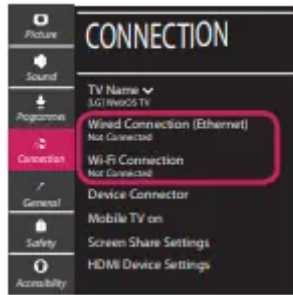 Picture
Sound
Programmes
Connection
General
Safety
Accessibility
CONNECTION
TV Name
[LG] WebOS TV
Wired Connection (Ethernet)
Not Connected
Wi-Fi Connection
Not Connected
Device Connector
Mobile TV on
Screen Share Settings
HDMI Device Settings